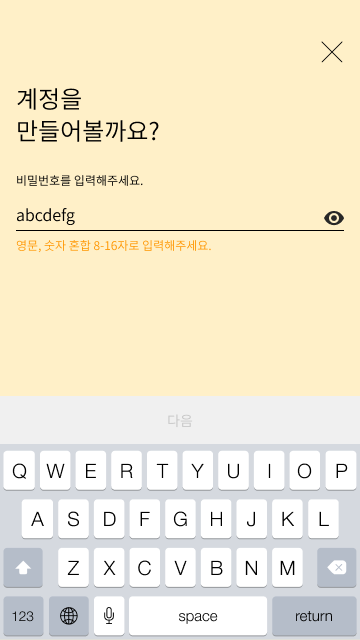 계정을
만들어볼까요?
비밀번호를 입력해주세요.
abcdefg
영문, 숫자 혼합 8-16자로 입력해주세요.
다음
Q W E R T Y U I O P
A S D F G H J K L
Z X C V B N M
123 space return